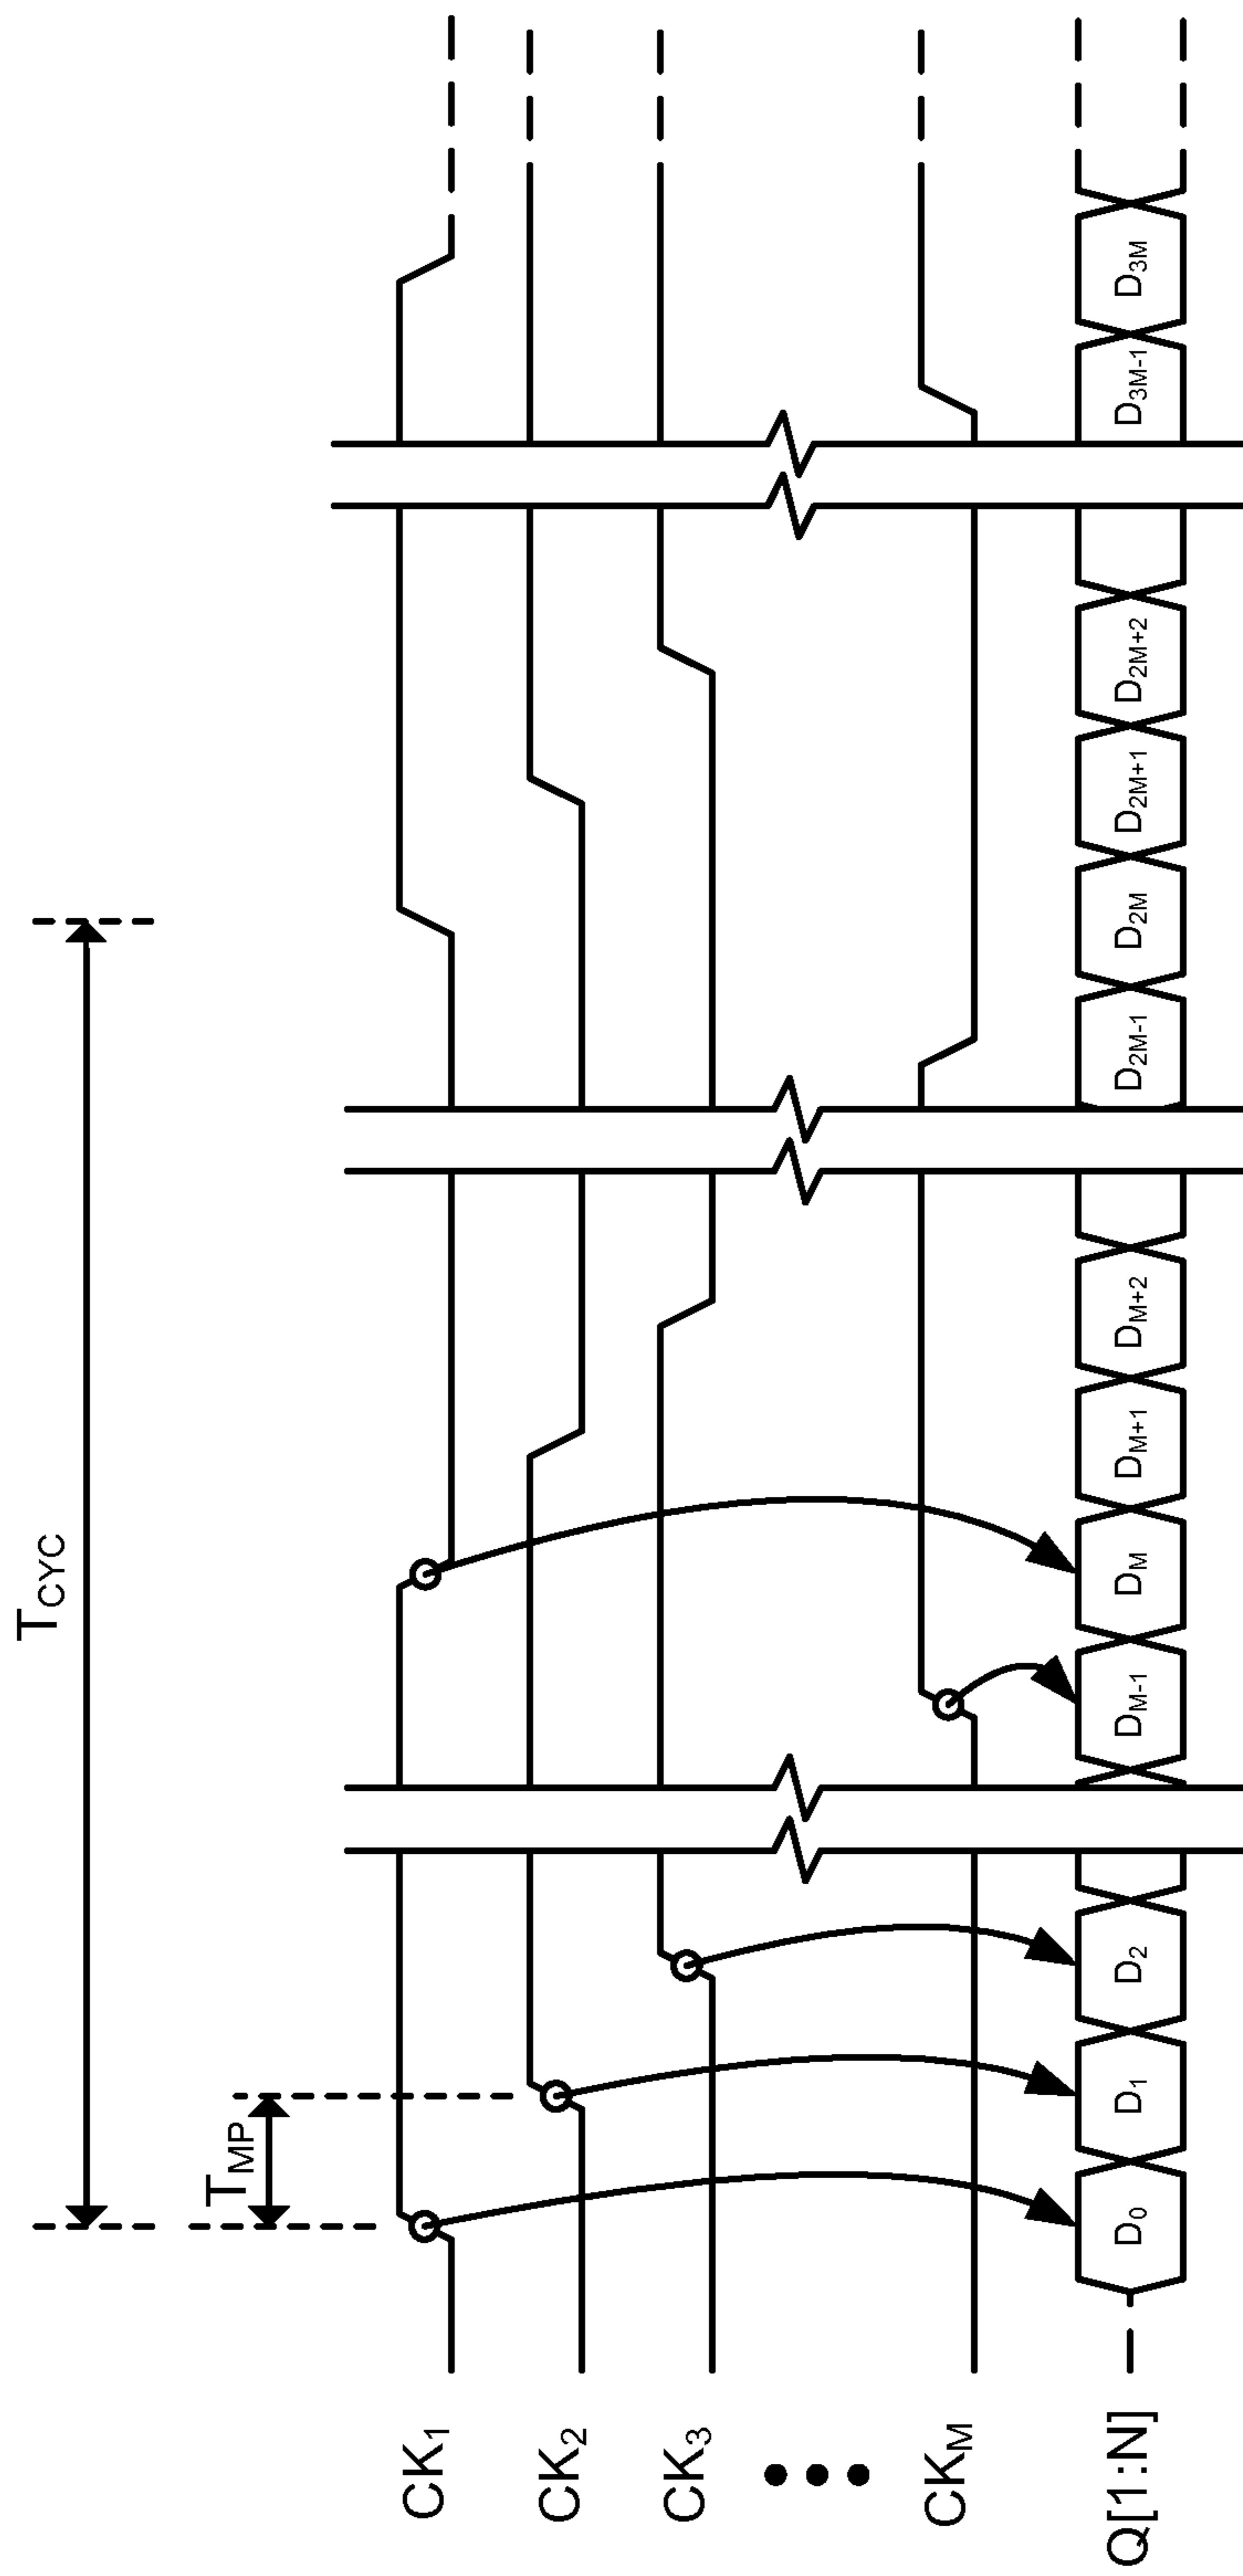 T_CYC
T_MP
CK_1
CK_2
CK_3
CK_M
Q[1:N] D_0 D_1 D_2 D_M-1 D_M D_M+1 D_M+2 D_2M-1 D_2M D_2M+1 D_2M+2 D_3M-1 D_3M